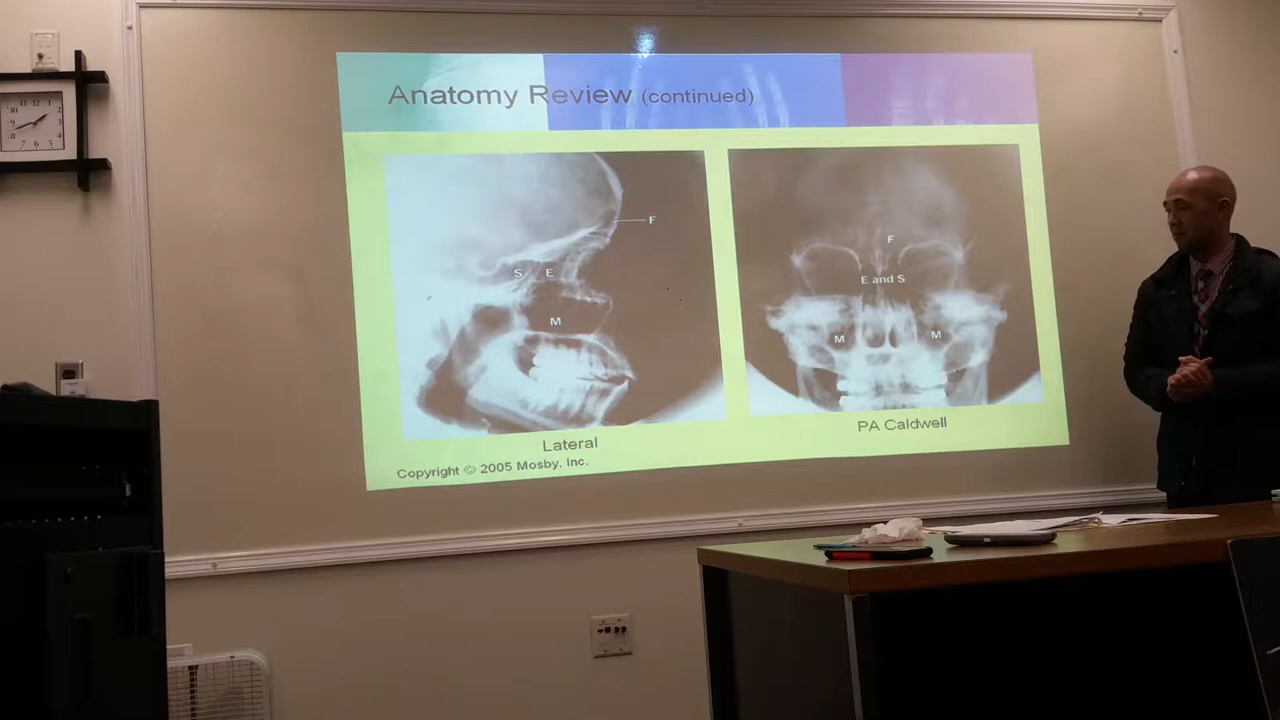 Anatomy Review (continued)
F
S E
M
Lateral
Copyright © 2005 Mosby, Inc.
F
E and S
M M
PA Caldwell